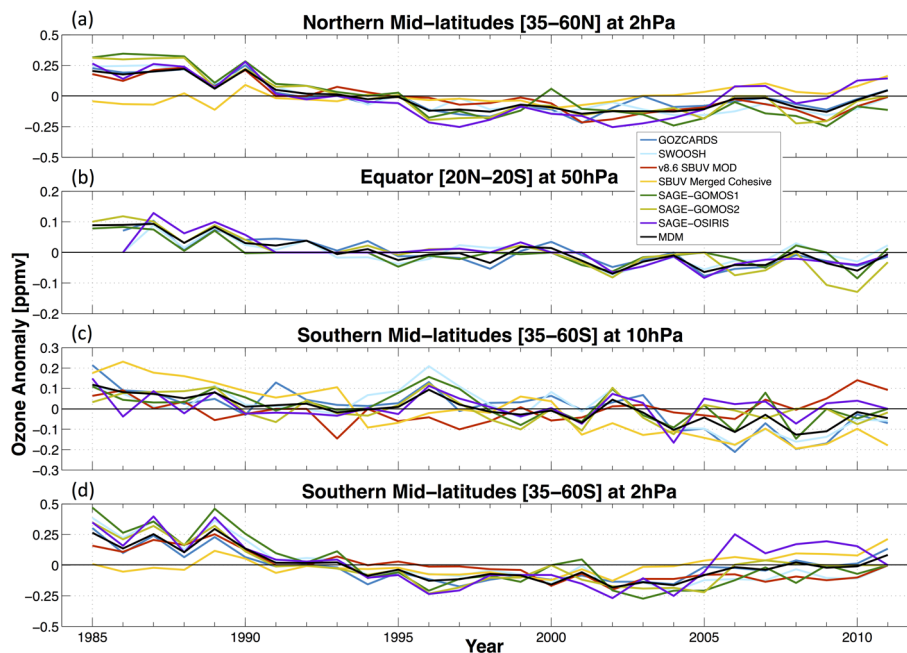 (a) Northern Mid-latitudes [35-60N] at 2hPa
0.5
0.25
0
-0.25
-0.5
GOZCARDS
SWOOSH
v8.6 SBUV MOD
SBUV Merged Cohesive
SAGE-GOMOS1
SAGE-GOMOS2
SAGE-OSIRIS
MDM
(b) Equator [20N-20S] at 50hPa
0.2
0.1
0
-0.1
0.2
(c) Southern Mid-latitudes [35-60S] at 10hPa
0.3
0.2
0.1
0
-0.1
-0.2
-0.3
(d) Southern Mid-latitudes [35-60S] at 2hPa
0.5
0.25
0
-0.25
-0.5
1985 1990 1995 2000 2005 2010
Year
Ozone Anomaly [ppmv]